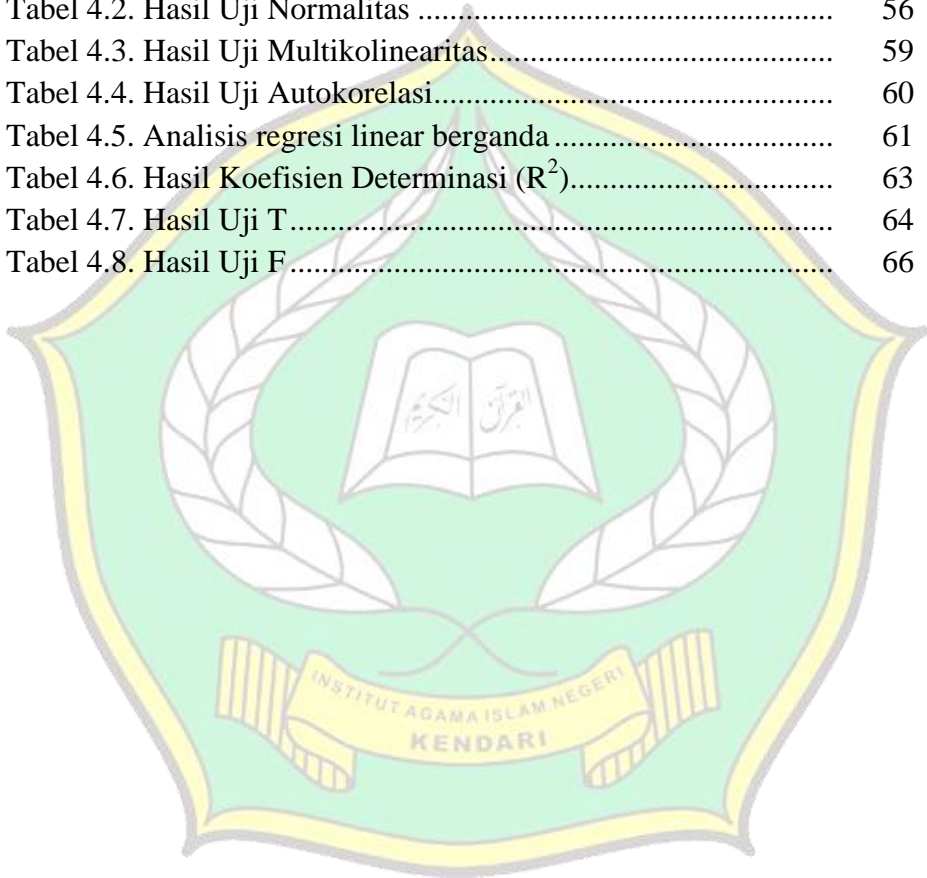 Tabel 4.2. Hasil Uji Normalitas ................................................ 56
Tabel 4.3. Hasil Uji Multikolinearitas........................................ 59
Tabel 4.4. Hasil Uji Autokorelasi............................................... 60
Tabel 4.5. Analisis regresi linear berganda ................................ 61
Tabel 4.6. Hasil Koefisien Determinasi (R²).............................. 63
Tabel 4.7. Hasil Uji T ................................................................ 64
Tabel 4.8. Hasil Uji F ................................................................ 66
القرآن الكريم
INSTITUT AGAMA ISLAM NEGERI
KENDARI